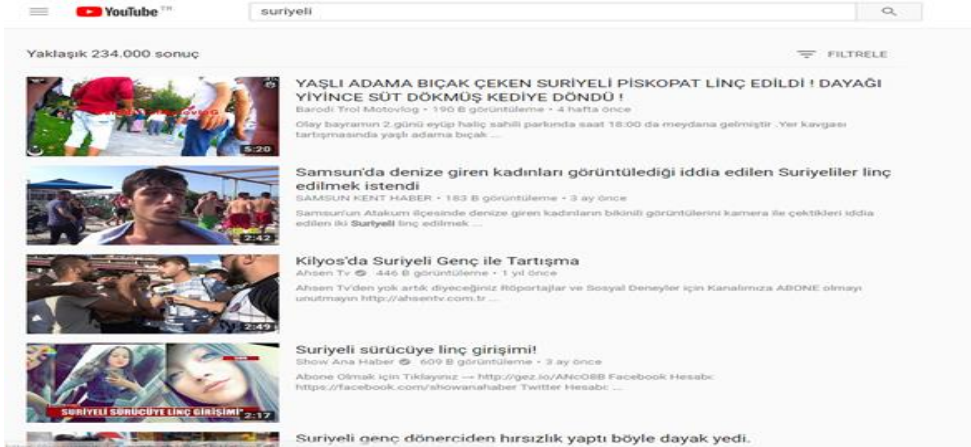 YouTube TR
suriyeli
Yaklaşık 234.000 sonuç
FILTRELE
YAŞLI ADAMA BIÇAK ÇEKEN SURİYELİ PİSKOPAT LİNÇ EDİLDİ ! DAYAĞI
YİYİNCE SÜT DÖKMÜŞ KEDİYE DÖNDÜ !
Barodi Trol Motovlog • 190 B görüntüleme • 4 hafta önce
Olay bayramın 2.günü eyüp haliç sahili parkında saat 18:00 da meydana gelmiştir .Yer kavgası
tartışmasında yaşlı adama bıçak ...
5:20
Samsun'da denize giren kadınları görüntülediği iddia edilen Suriyeliler linç
edilmek istendi
SAMSUN KENT HABER • 183 B görüntüleme • 3 ay önce
Samsun'un Atakum ilçesinde denize giren kadınların bikinili görüntülerini kamera ile çektikleri iddia
edilen iki Suriyeli linç edilmek ...
2:42
Kilyos'da Suriyeli Genç ile Tartışma
Ahsen Tv 446 B görüntüleme • 1 yıl önce
Ahsen Tv'den yok artık diyeceğiniz Röportajlar ve Sosyal Deneyler için Kanalımıza ABONE olmayı
unutmayın http://ahsentv.com.tr ...
2:49
Suriyeli sürücüye linç girişimi!
Show Ana Haber 609 B görüntüleme • 3 ay önce
Abone Olmak için Tıklayınız → http://gez.io/ANcO8B Facebook Hesabı:
https://facebook.com/showanahaber Twitter Hesabı: ...
SURİYELİ SÜRÜCÜYE LİNÇ GİRİŞİMİ"
2:17
Suriyeli genç dönerciden hırsızlık yaptı böyle dayak yedi.